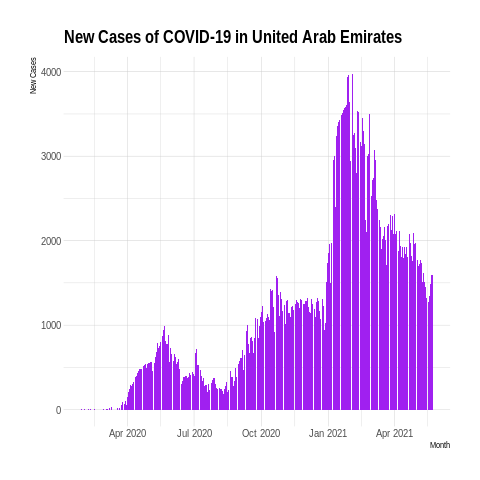 New Cases of COVID-19 in United Arab Emirates
New Cases
4000
3000
2000
1000
0
Apr 2020 Jul 2020 Oct 2020 Jan 2021 Apr 2021
Month